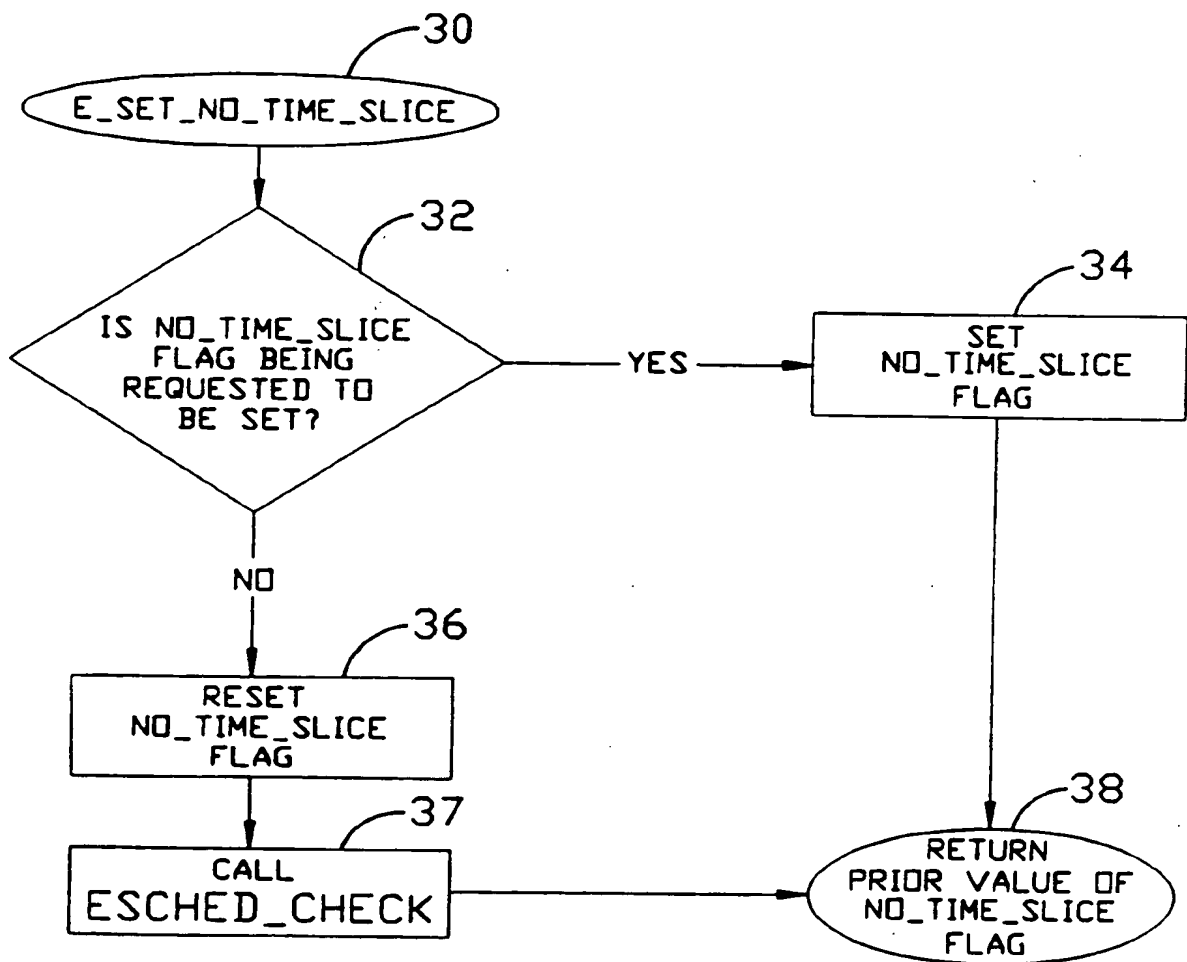 30
E_SET_NO_TIME_SLICE
32
IS NO_TIME_SLICE
FLAG BEING
REQUESTED TO
BE SET?
YES
34
SET
NO_TIME_SLICE
FLAG
NO
36
RESET
NO_TIME_SLICE
FLAG
37
CALL
ESCHED_CHECK
38
RETURN
PRIOR VALUE OF
NO_TIME_SLICE
FLAG